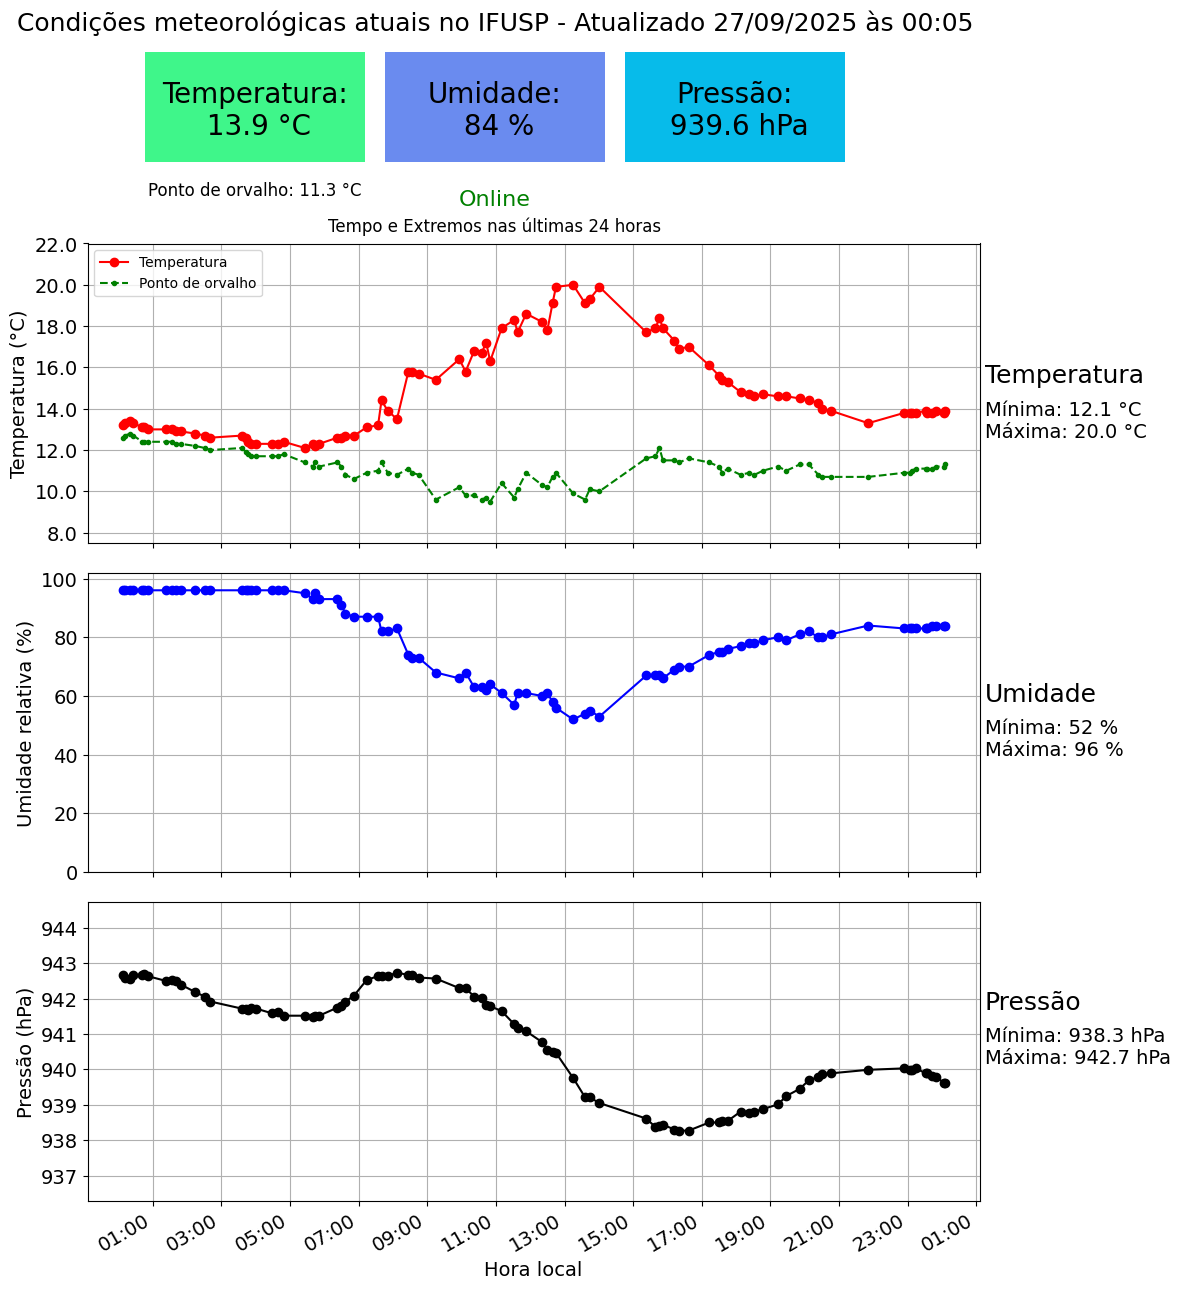 Condições meteorológicas atuais no IFUSP - Atualizado 27/09/2025 às 00:05
Temperatura:
13.9 °C
Umidade:
84 %
Pressão:
939.6 hPa
Ponto de orvalho: 11.3 °C
Online
Tempo e Extremos nas últimas 24 horas
Temperatura (°C)
22.0
20.0
18.0
16.0
14.0
12.0
10.0
8.0
Temperatura
Ponto de orvalho
Temperatura
Mínima: 12.1 °C
Máxima: 20.0 °C
Umidade relativa (%)
100
80
60
40
20
0
Umidade
Mínima: 52 %
Máxima: 96 %
Pressão (hPa)
944
943
942
941
940
939
938
937
Pressão
Mínima: 938.3 hPa
Máxima: 942.7 hPa
01:00 03:00 05:00 07:00 09:00 11:00 13:00 15:00 17:00 19:00 21:00 23:00 01:00
Hora local